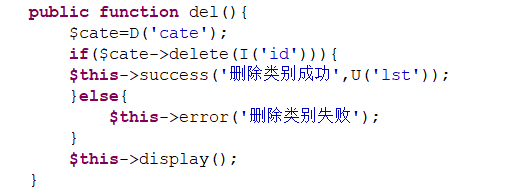 public function del(){
$cate=D('cate');
if($cate->delete(I('id'))){
$this->success('删除类别成功',U('lst'));
}else{
$this->error('删除类别失败');
}
$this->display();
}